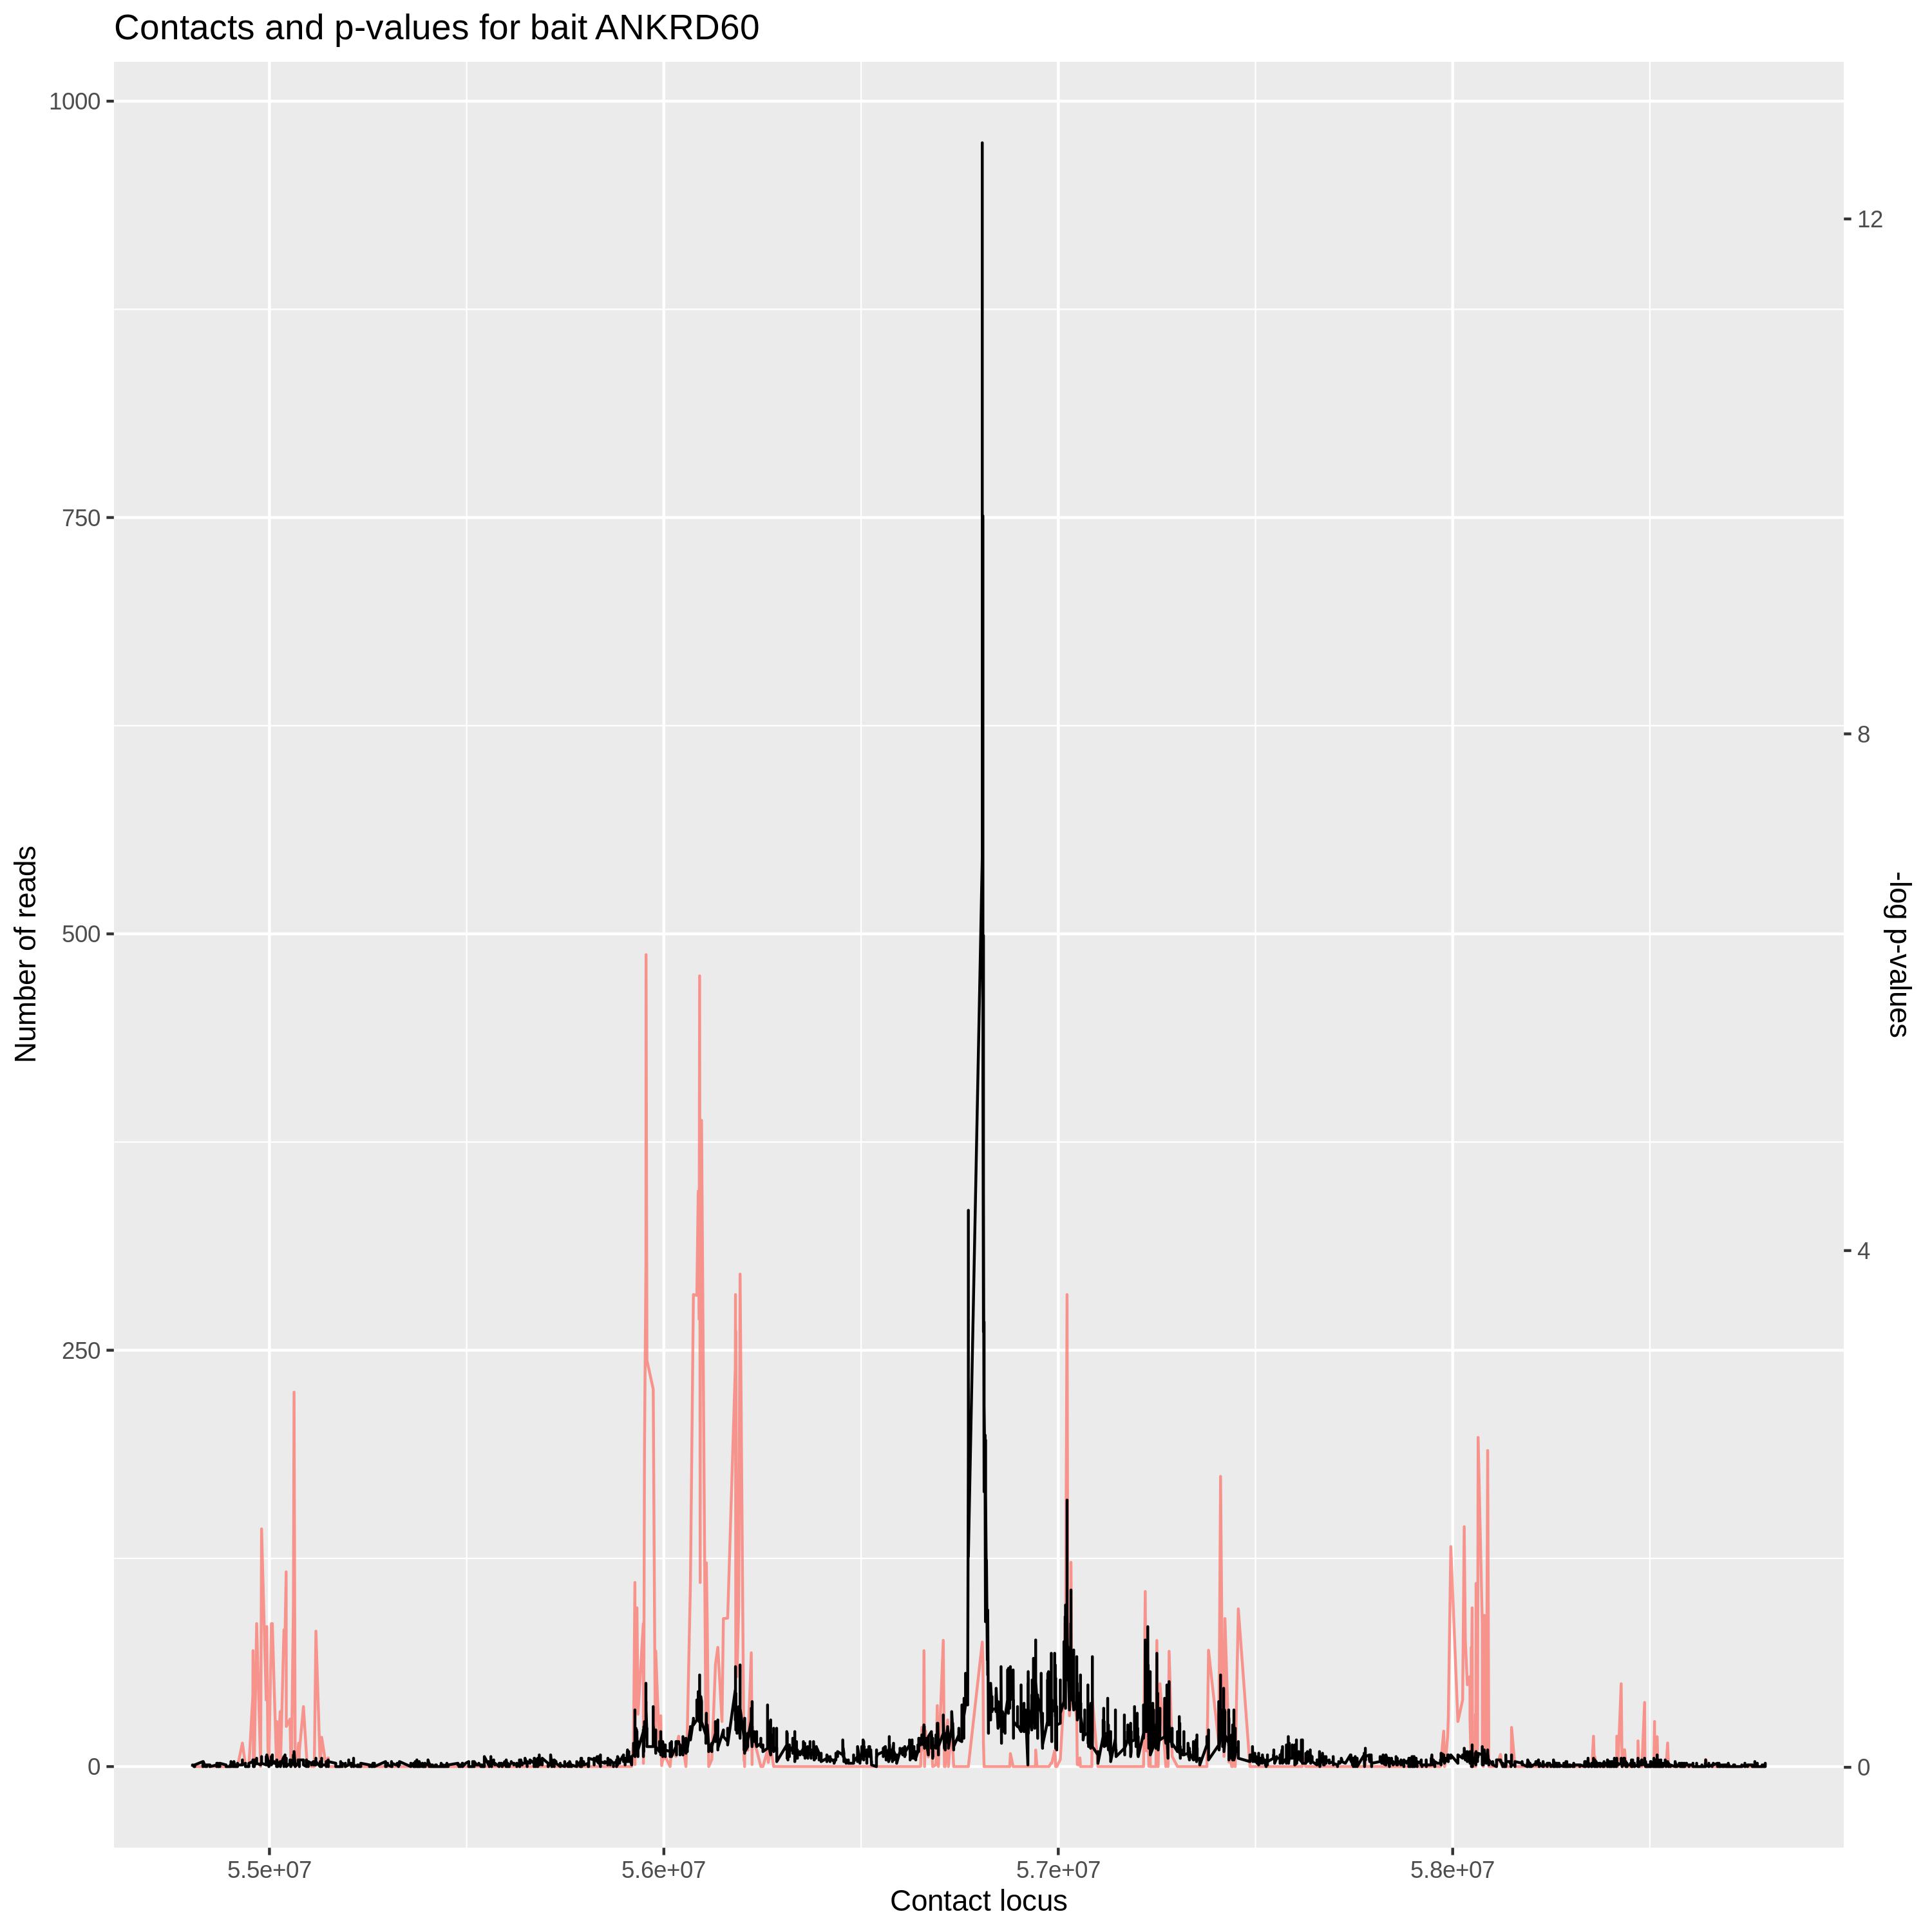 Contacts and p-values for bait ANKRD60
1000
750
500
250
0
Number of reads
12
8
4
0
-log p-values
5.5e+07
5.6e+07
5.7e+07
5.8e+07
Contact locus